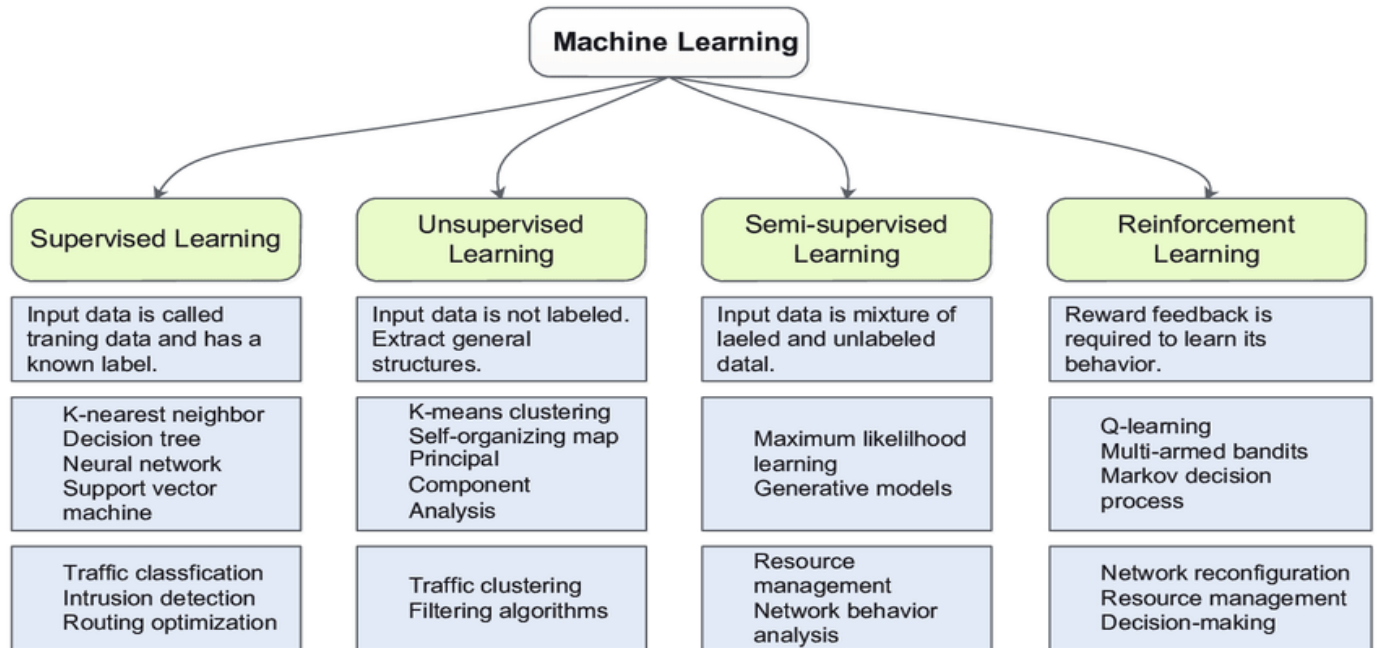 Machine Learning
Supervised Learning
Unsupervised
Learning
Semi-supervised
Learning
Reinforcement
Learning
Input data is called
traning data and has a
known label.
Input data is not labeled.
Extract general
structures.
Input data is mixture of
laeled and unlabeled
datal.
Reward feedback is
required to learn its
behavior.
K-nearest neighbor
Decision tree
Neural network
Support vector
machine
K-means clustering
Self-organizing map
Principal
Component
Analysis
Maximum likelilhood
learning
Generative models
Q-learning
Multi-armed bandits
Markov decision
process
Traffic classfication
Intrusion detection
Routing optimization
Traffic clustering
Filtering algorithms
Resource
management
Network behavior
analysis
Network reconfiguration
Resource management
Decision-making